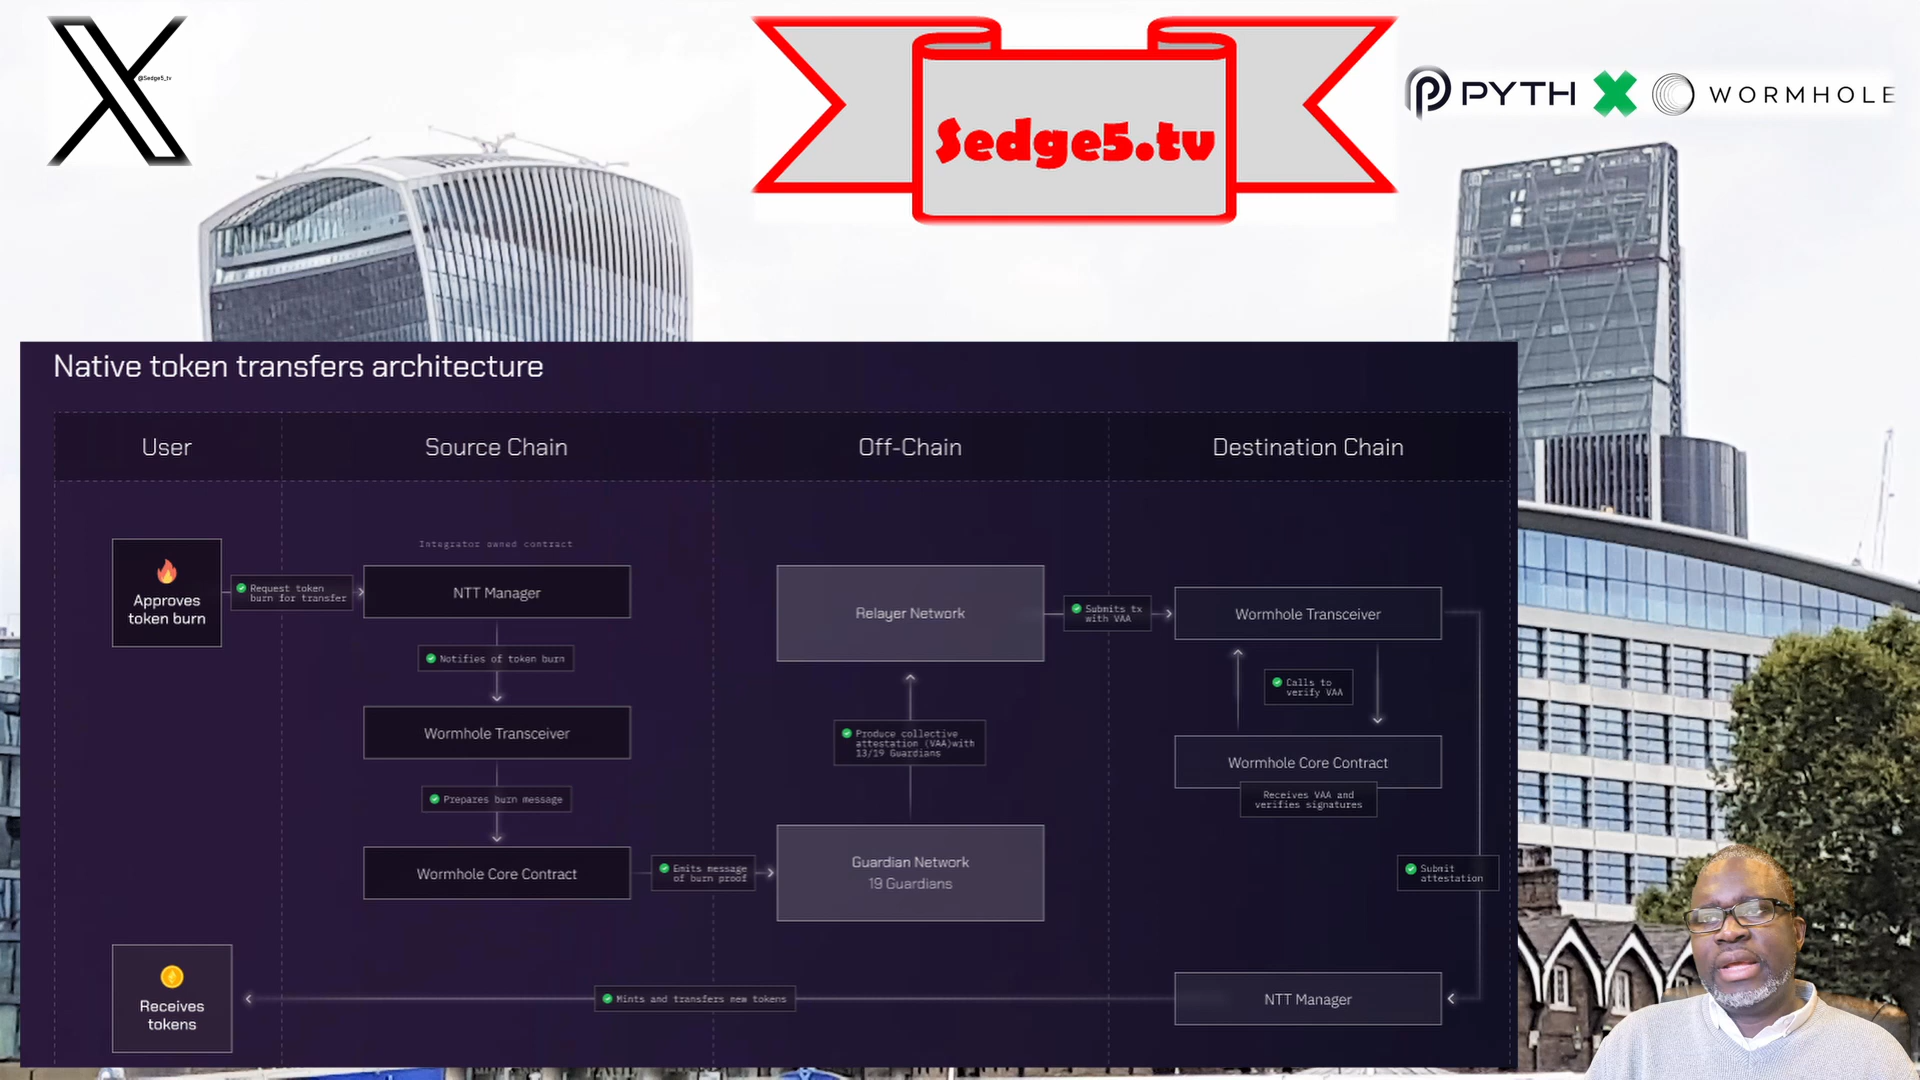 @Sedge5_tv
Sedge5.tv
PYTH
WORMHOLE
Native token transfers architecture
User
Source Chain
Off-Chain
Destination Chain
Approves
token burn
Request token
burn for transfer
Integrator owned contract
NTT Manager
Notifies of token burn
Wormhole Transceiver
Prepares burn message
Wormhole Core Contract
Emits message
of burn proof
Relayer Network
Produce collective
attestation (VAA)with
13/19 Guardians
Guardian Network
19 Guardians
Submits tx
with VAA
Wormhole Transceiver
Calls to
verify VAA
Wormhole Core Contract
Receives VAA and
verifies signatures
Submit
attestation
NTT Manager
Mints and transfers new tokens
Receives
tokens